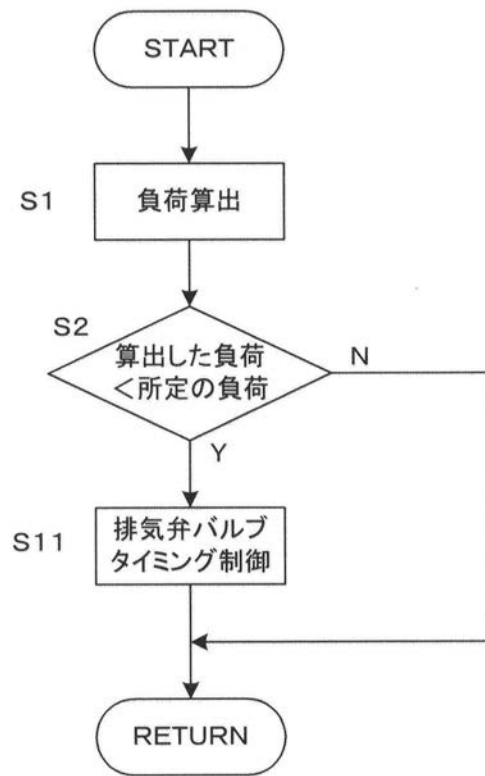 START
S1
負荷算出
S2
算出した負荷
<所定の負荷
N
Y
S11
排気弁バルブ
タイミング制御
RETURN